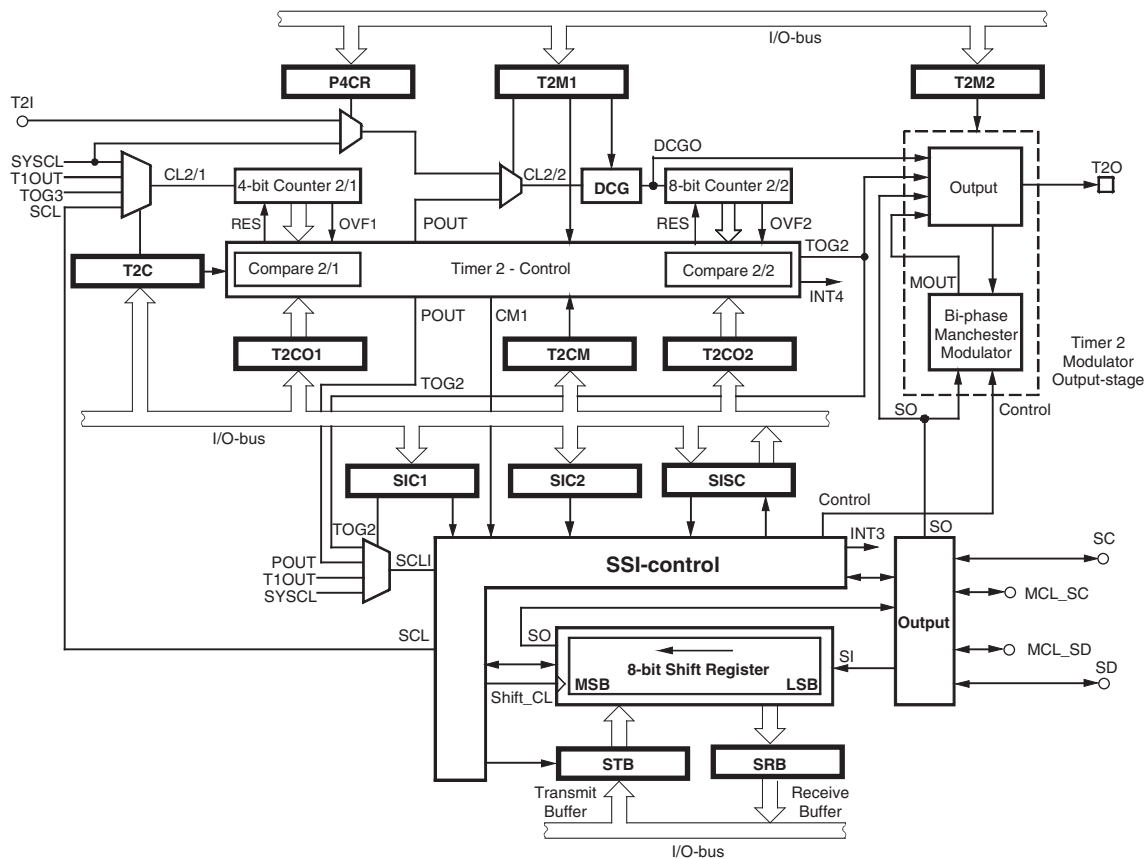 I/O-bus
P4CR
T2M1
T2M2
T2I
SYSCL
T1OUT
TOG3
SCL
CL2/1
4-bit Counter 2/1
CL2/2
DCG
DCGO
8-bit Counter 2/2
Output
T2O
RES
OVF1
POUT
RES
OVF2
TOG2
T2C
Compare 2/1
Timer 2 - Control
Compare 2/2
INT4
MOUT
Bi-phase
Manchester
Modulator
Timer 2
Modulator
Output-stage
POUT
CM1
T2CO1
T2CM
T2CO2
TOG2
SO
Control
I/O-bus
SIC1
SIC2
SISC
Control
TOG2
POUT
T1OUT
SYSCL
SCLI
SSI-control
INT3
SO
SC
MCL_SC
Output
MCL_SD
SD
SCL
SO
8-bit Shift Register
MSB
LSB
SI
Shift_CL
STB
SRB
Transmit
Buffer
Receive
Buffer
I/O-bus